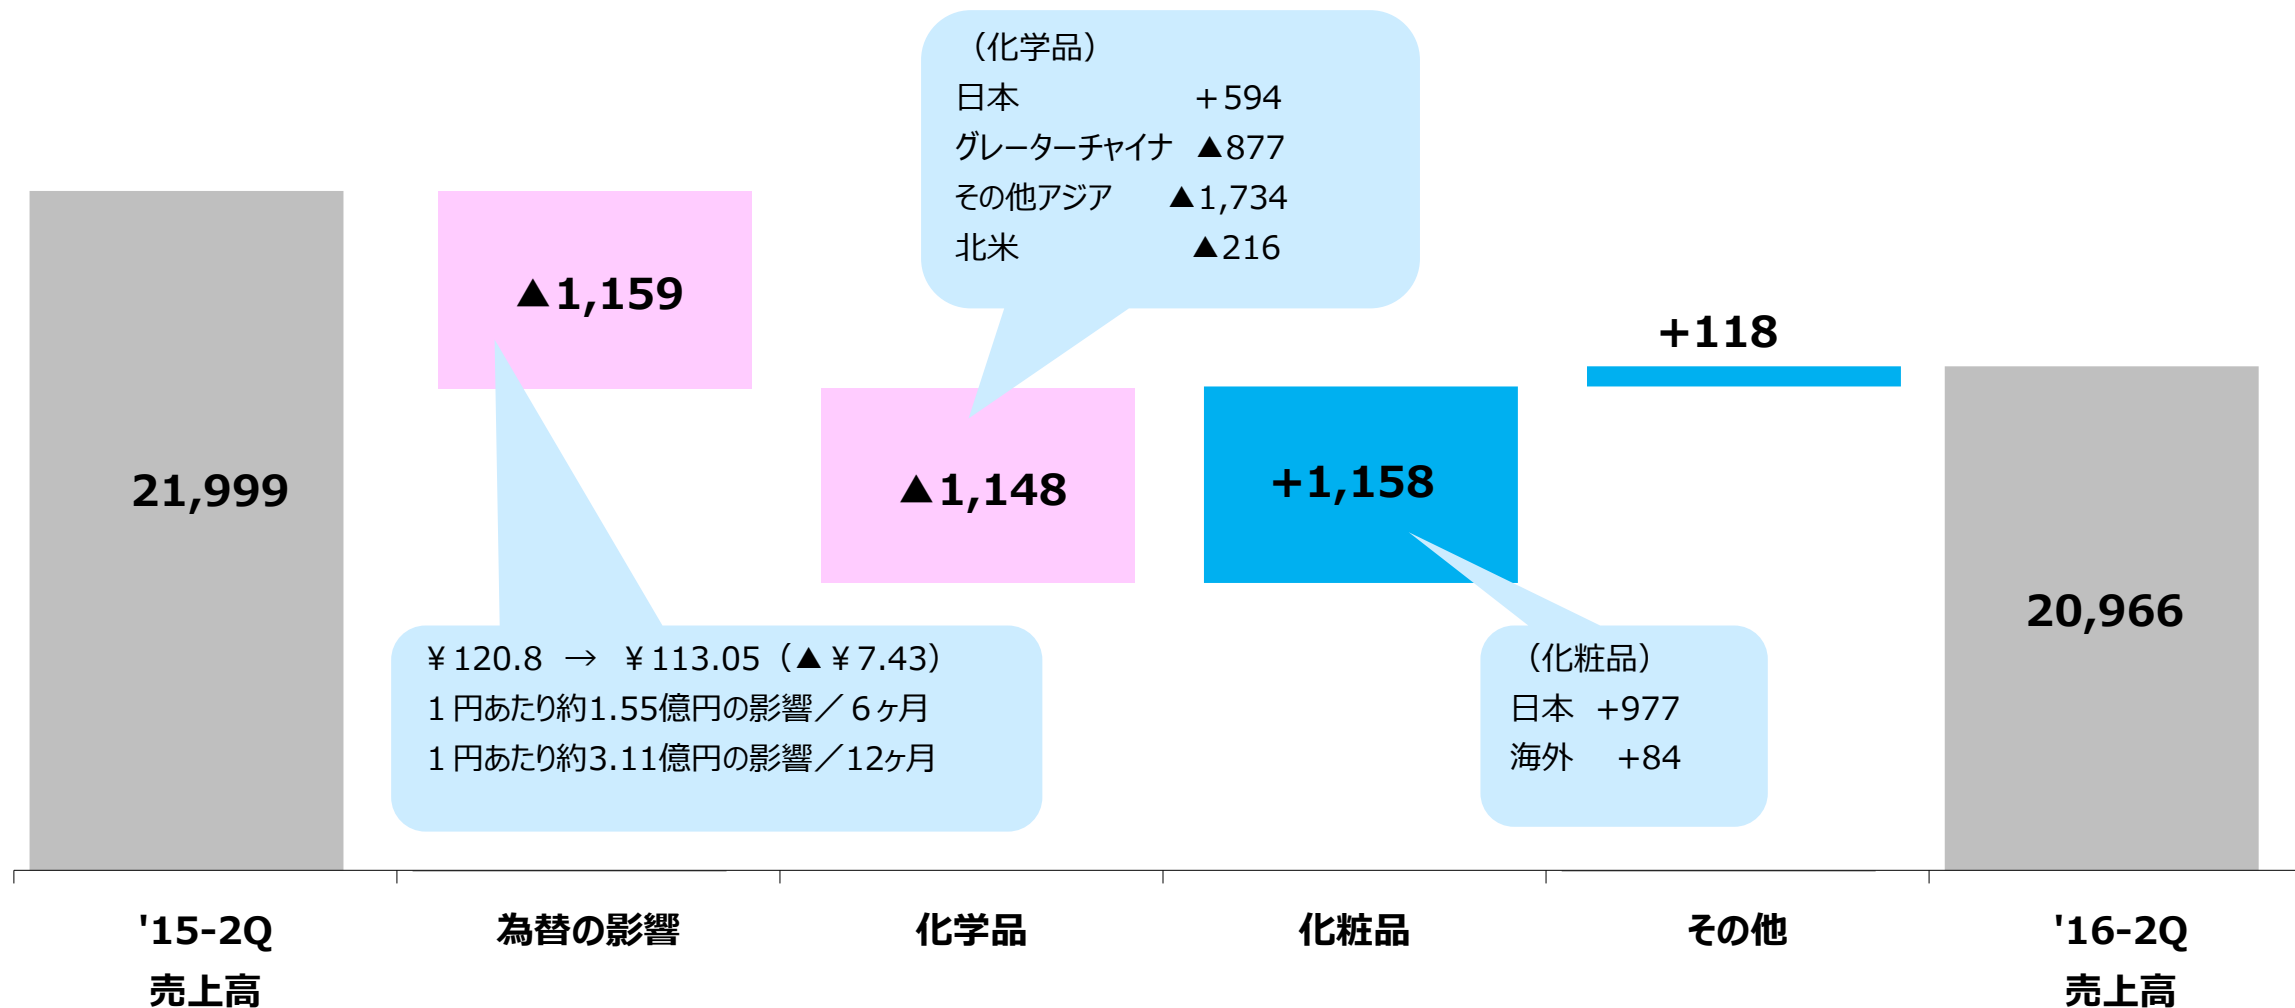 （化学品）
日本 ＋594
グレーターチャイナ ▲877
その他アジア ▲1,734
北米 ▲216
21,999
▲1,159
▲1,148
+1,158
+118
20,966
￥120.8 → ￥113.05（▲￥7.43）
１円あたり約1.55億円の影響／６ヶ月
１円あたり約3.11億円の影響／12ヶ月
（化粧品）
日本 +977
海外 +84
'15-2Q
売上高
為替の影響
化学品
化粧品
その他
'16-2Q
売上高